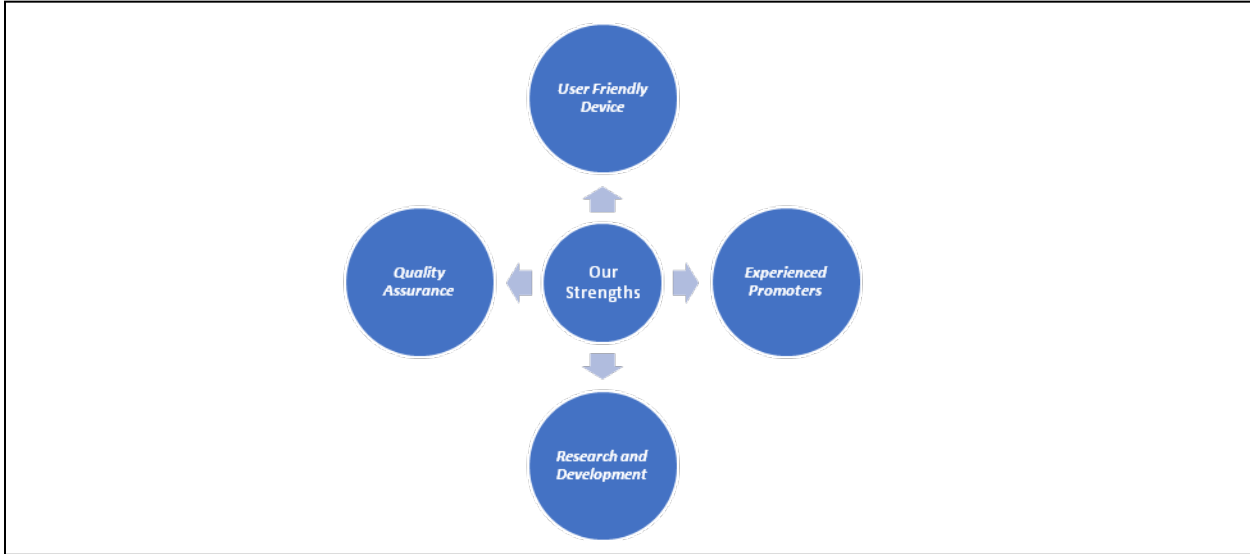 User Friendly
Device
Quality
Assurance
Our
Strengths
Experienced
Promoters
Research and
Development